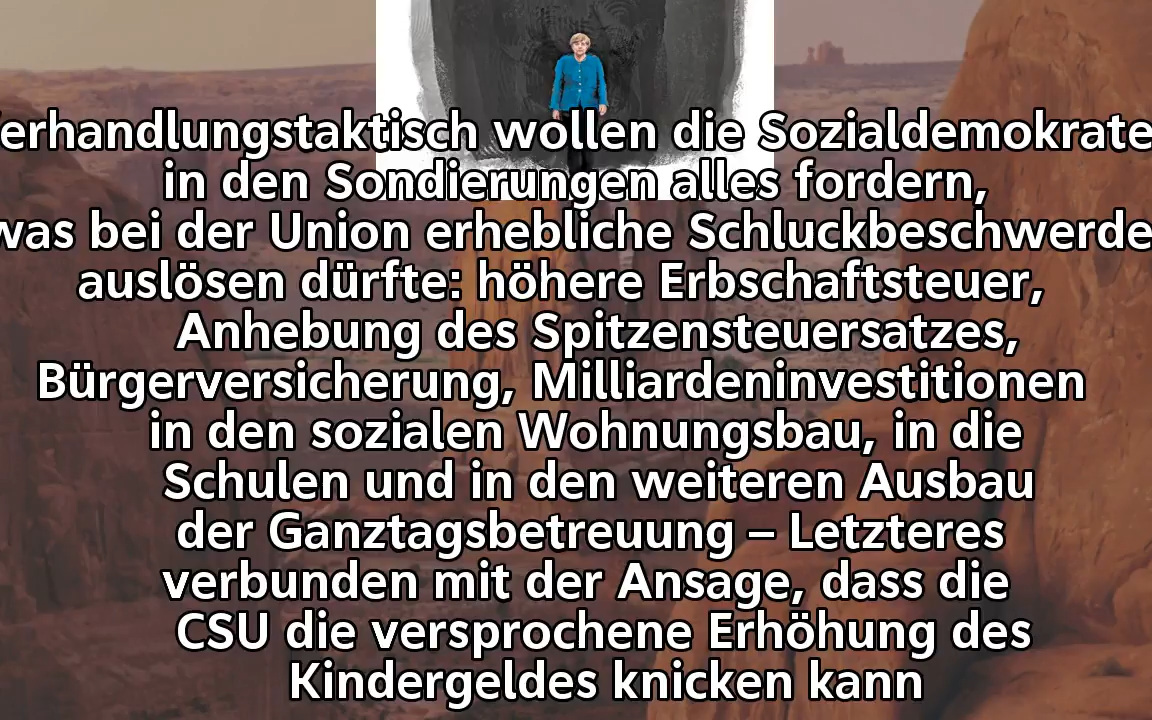 erhandlungstaktisch wollen die Sozialdemokrate
in den Sondierungen alles fordern,
was bei der Union erhebliche Schluckbeschwerde
auslösen dürfte: höhere Erbschaftsteuer,
Anhebung des Spitzensteuersatzes,
Bürgerversicherung, Milliardeninvestitionen
in den sozialen Wohnungsbau, in die
Schulen und in den weiteren Ausbau
der Ganztagsbetreuung – Letzteres
verbunden mit der Ansage, dass die
CSU die versprochene Erhöhung des
Kindergeldes knicken kann